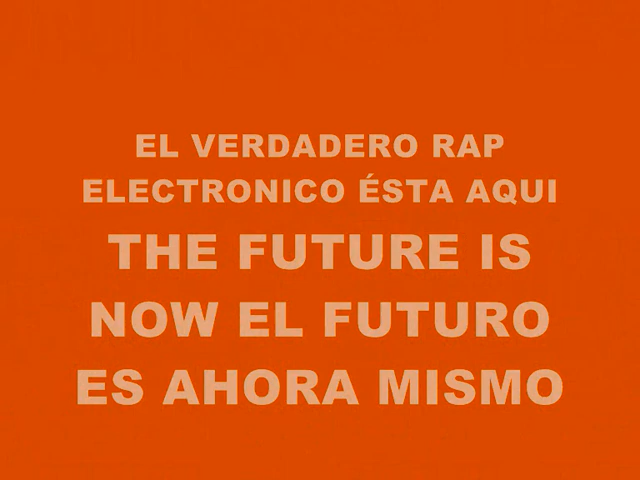 EL VERDADERO RAP
ELECTRONICO ÉSTA AQUI
THE FUTURE IS
NOW EL FUTURO
ES AHORA MISMO